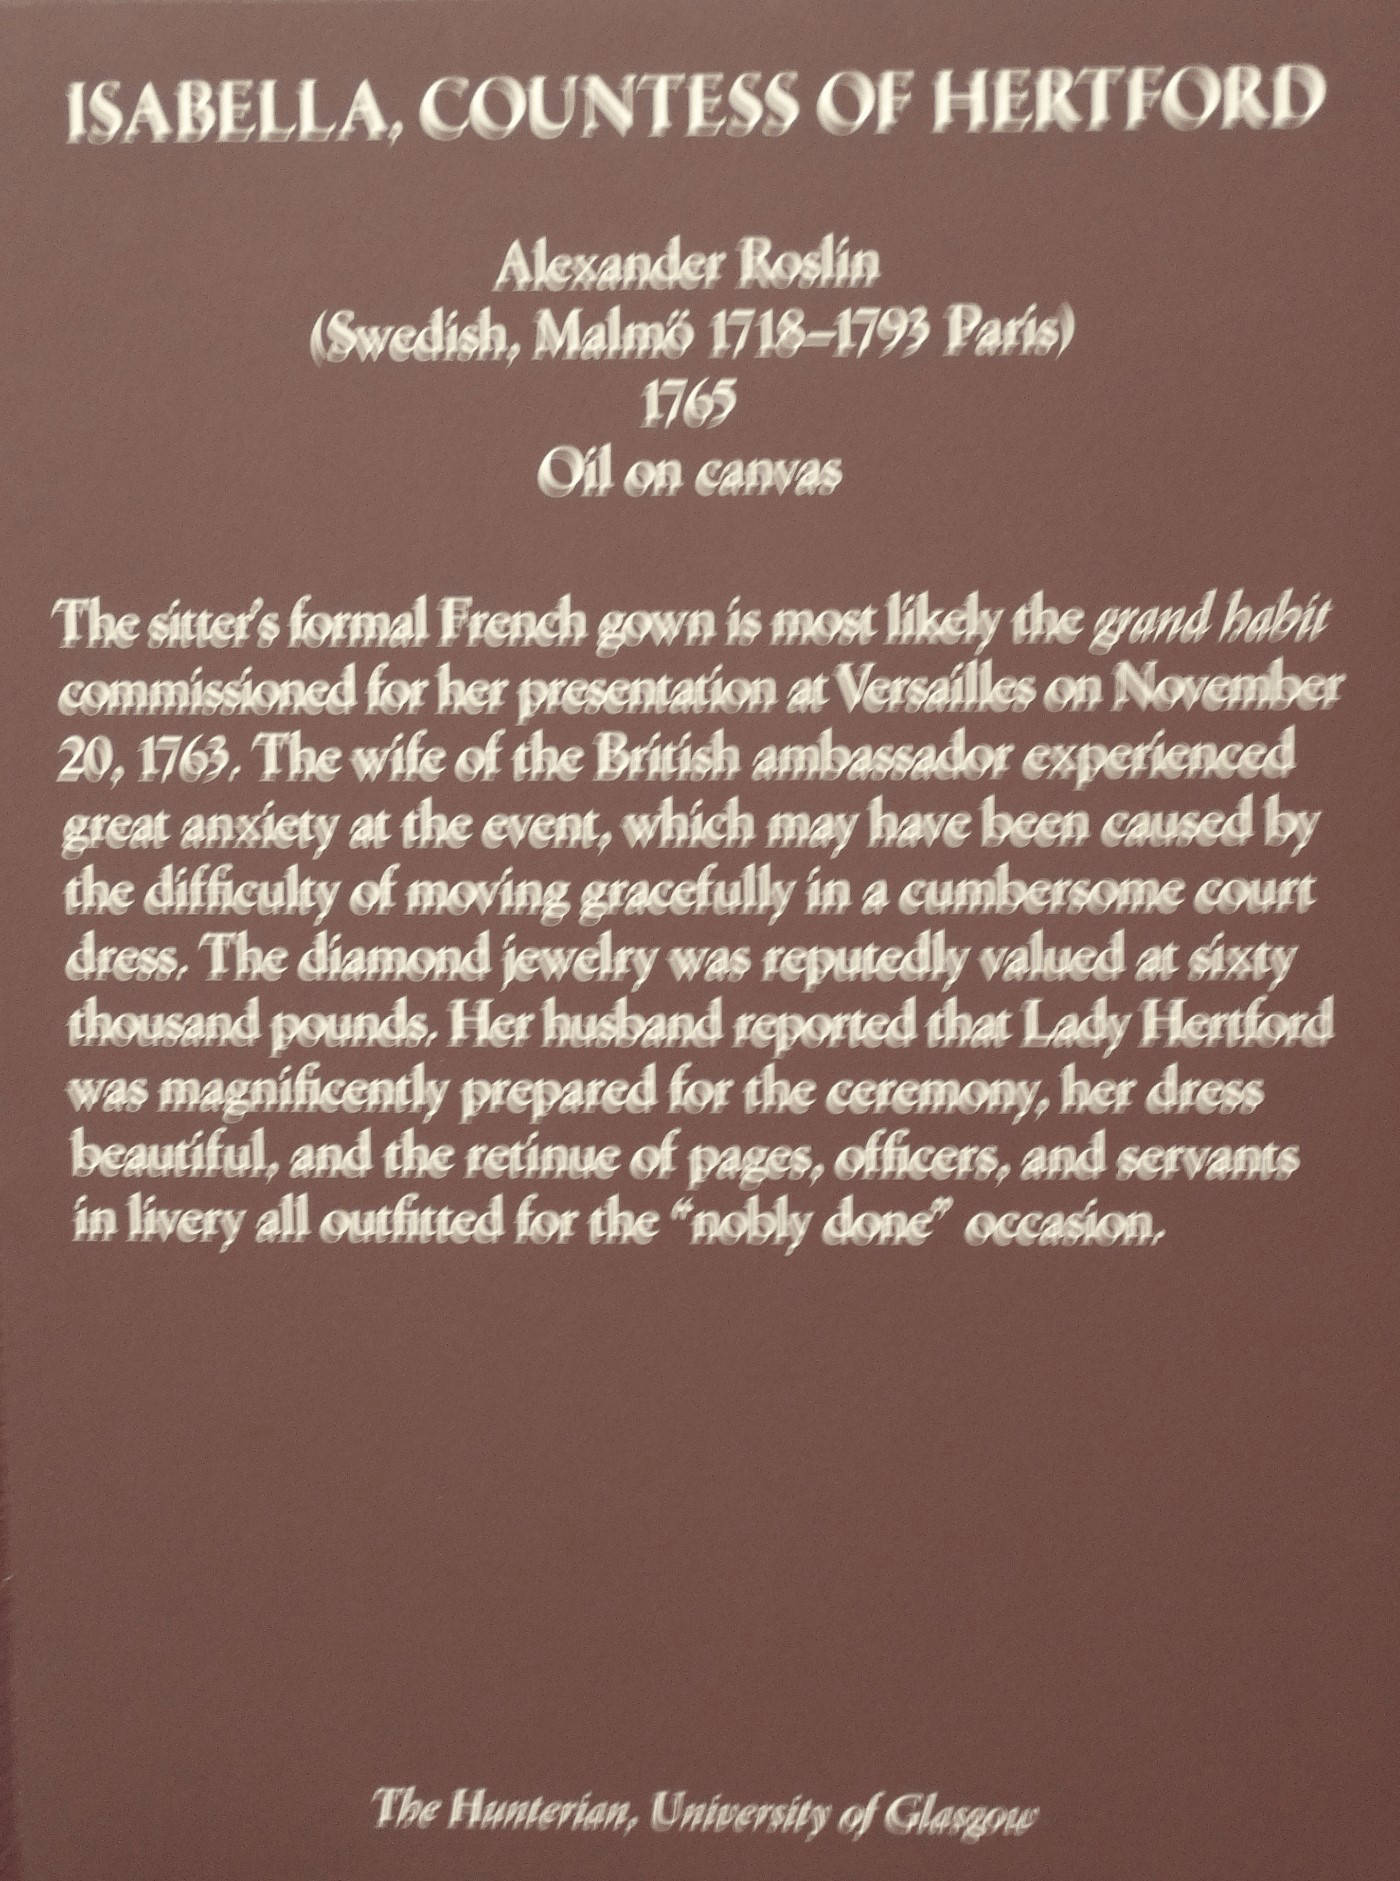 ISABELLA, COUNTESS OF HERTFORD
Alexander Roslin
(Swedish, Malmö 1718–1793 Paris)
1765
Oil on canvas
The sitter's formal French gown is most likely the grand habit
commissioned for her presentation at Versailles on November
20, 1763. The wife of the British ambassador experienced
great anxiety at the event, which may have been caused by
the difficulty of moving gracefully in a cumbersome court
dress. The diamond jewelry was reputedly valued at sixty
thousand pounds. Her husband reported that Lady Hertford
was magnificently prepared for the ceremony, her dress
beautiful, and the retinue of pages, officers, and servants
in livery all outfitted for the “nobly done” occasion.
The Hunterian, University of Glasgow